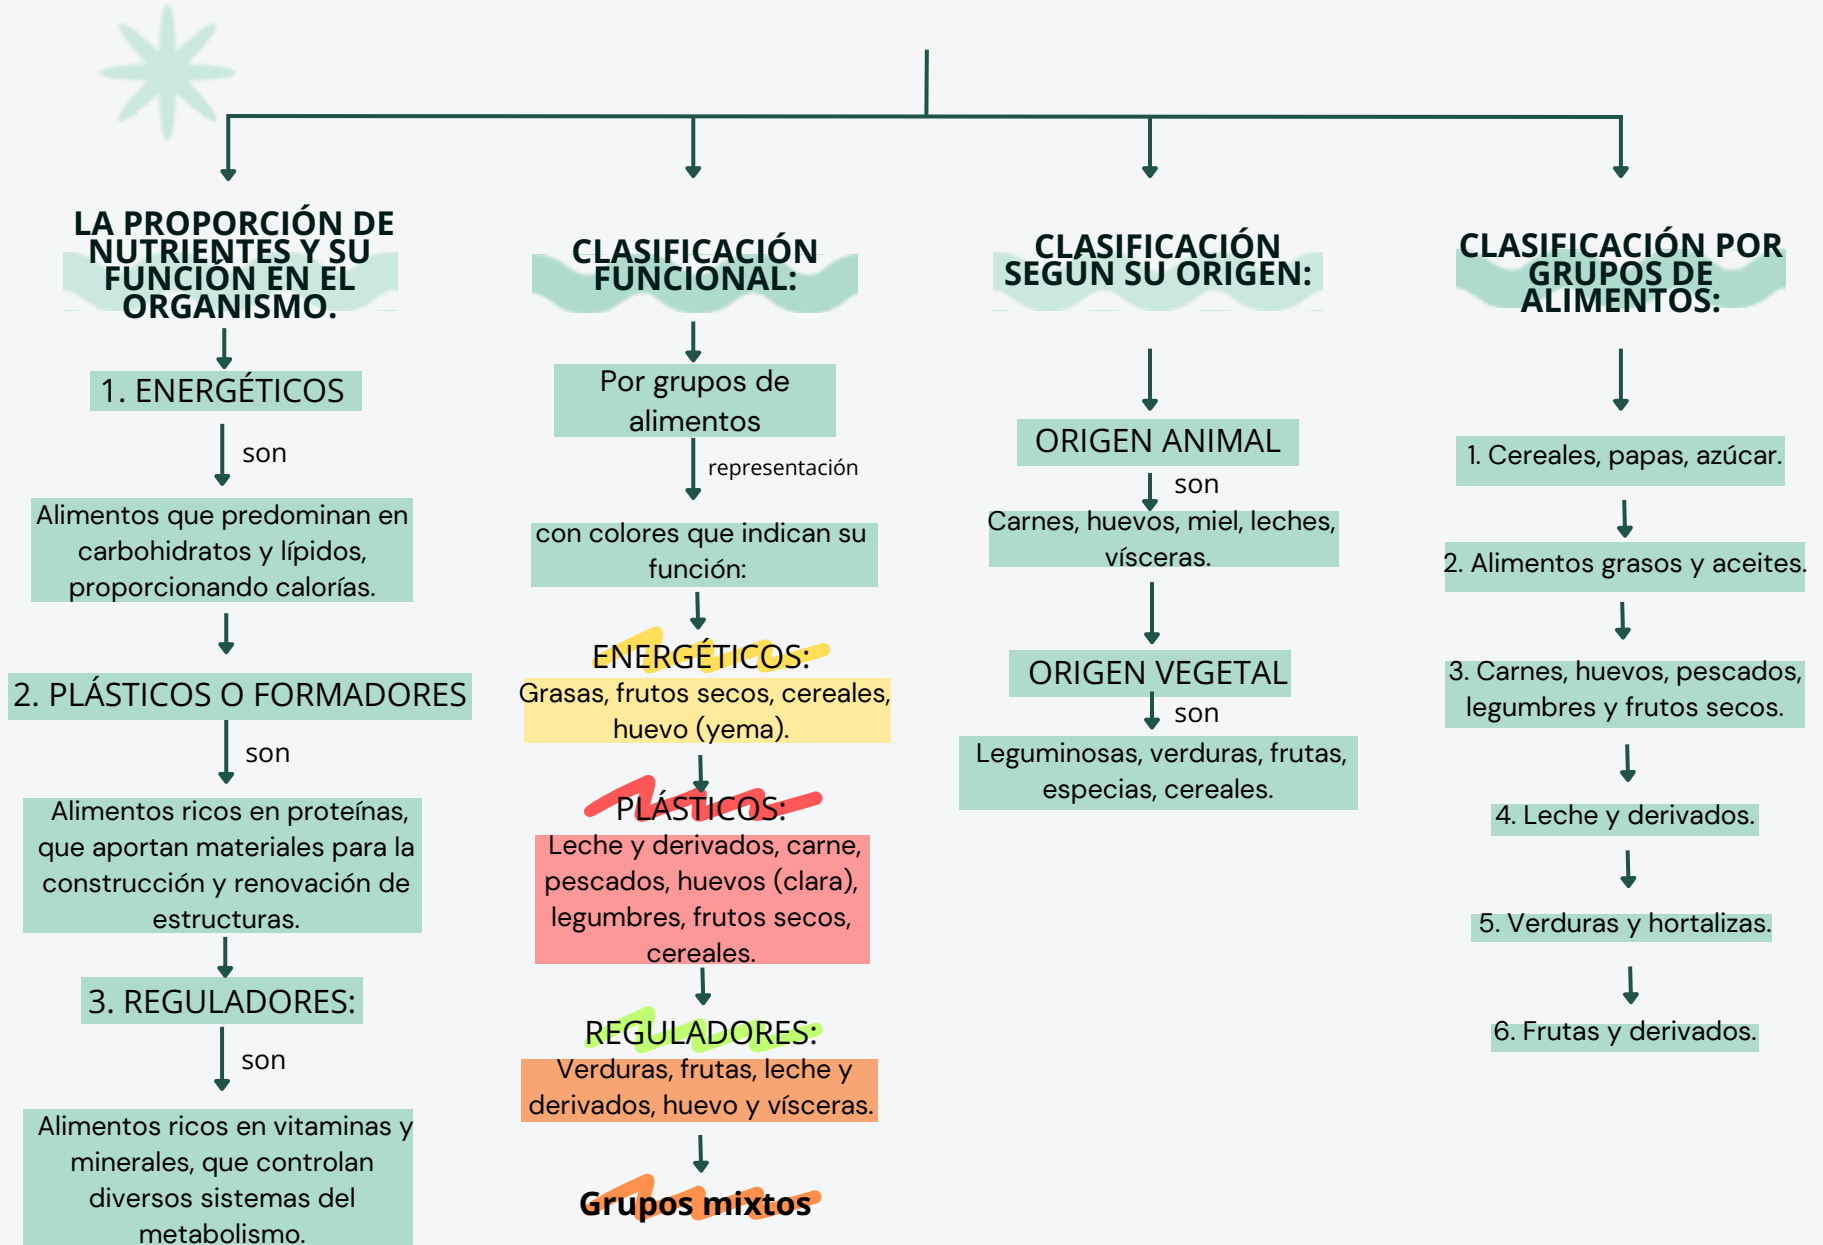 LA PROPORCIÓN DE
NUTRIENTES Y SU
FUNCIÓN EN EL
ORGANISMO.
1. ENERGÉTICOS
son
Alimentos que predominan en
carbohidratos y lípidos,
proporcionando calorías.
2. PLÁSTICOS O FORMADORES
son
Alimentos ricos en proteínas,
que aportan materiales para la
construcción y renovación de
estructuras.
3. REGULADORES:
son
Alimentos ricos en vitaminas y
minerales, que controlan
diversos sistemas del
metabolismo.
CLASIFICACIÓN
FUNCIONAL:
Por grupos de
alimentos
representación
con colores que indican su
función:
ENERGÉTICOS:
Grasas, frutos secos, cereales,
huevo (yema).
PLÁSTICOS:
Leche y derivados, carne,
pescados, huevos (clara),
legumbres, frutos secos,
cereales.
REGULADORES:
Verduras, frutas, leche y
derivados, huevo y vísceras.
Grupos mixtos
CLASIFICACIÓN
SEGÚN SU ORIGEN:
ORIGEN ANIMAL
son
Carnes, huevos, miel, leches,
vísceras.
ORIGEN VEGETAL
son
Leguminosas, verduras, frutas,
especias, cereales.
CLASIFICACIÓN POR
GRUPOS DE
ALIMENTOS:
1. Cereales, papas, azúcar.
2. Alimentos grasos y aceites.
3. Carnes, huevos, pescados,
legumbres y frutos secos.
4. Leche y derivados.
5. Verduras y hortalizas.
6. Frutas y derivados.